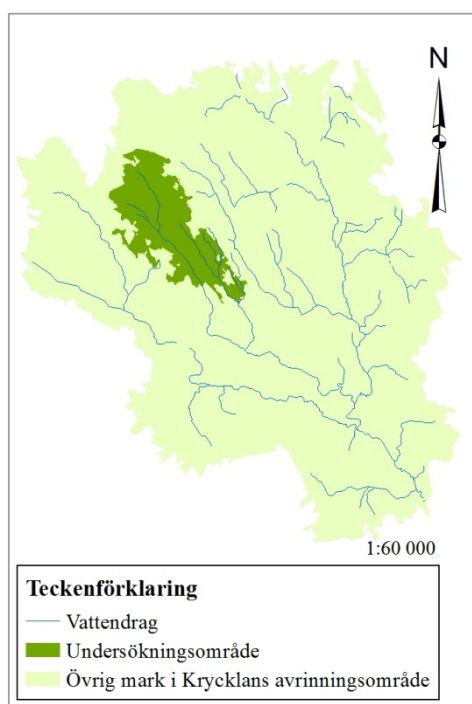 N
1:60 000
Teckenförklaring
Vattendrag
Undersökningsområde
Övrig mark i Krycklans avrinningsområde